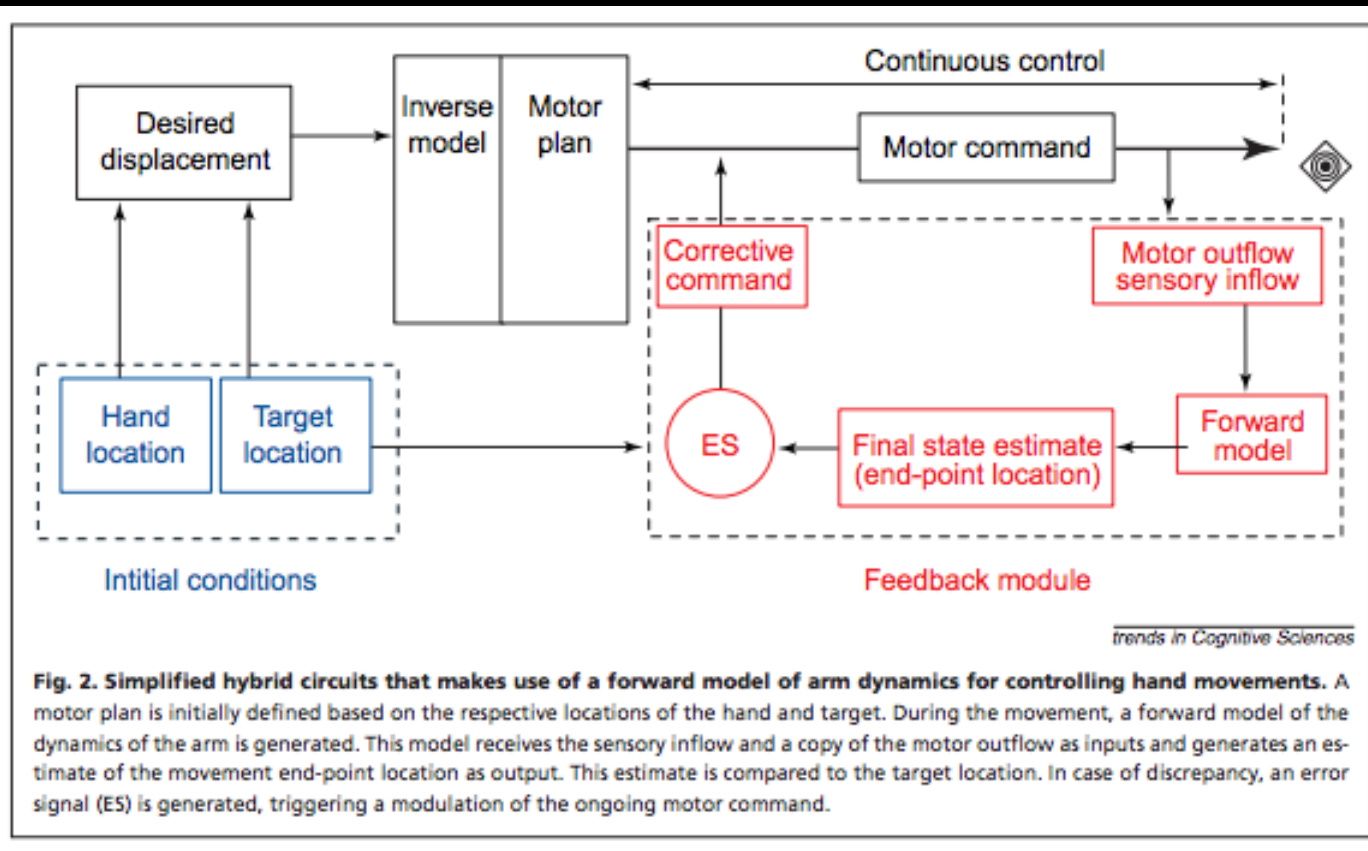 Continuous control
Desired
displacement
Inverse
model
Motor
plan
Motor command
Corrective
command
Motor outflow
sensory inflow
Hand
location
Target
location
ES
Final state estimate
(end-point location)
Forward
model
Intitial conditions
Feedback module
trends in Cognitive Sciences
Fig. 2. Simplified hybrid circuits that makes use of a forward model of arm dynamics for controlling hand movements. A
motor plan is initially defined based on the respective locations of the hand and target. During the movement, a forward model of the
dynamics of the arm is generated. This model receives the sensory inflow and a copy of the motor outflow as inputs and generates an es-
timate of the movement end-point location as output. This estimate is compared to the target location. In case of discrepancy, an error
signal (ES) is generated, triggering a modulation of the ongoing motor command.